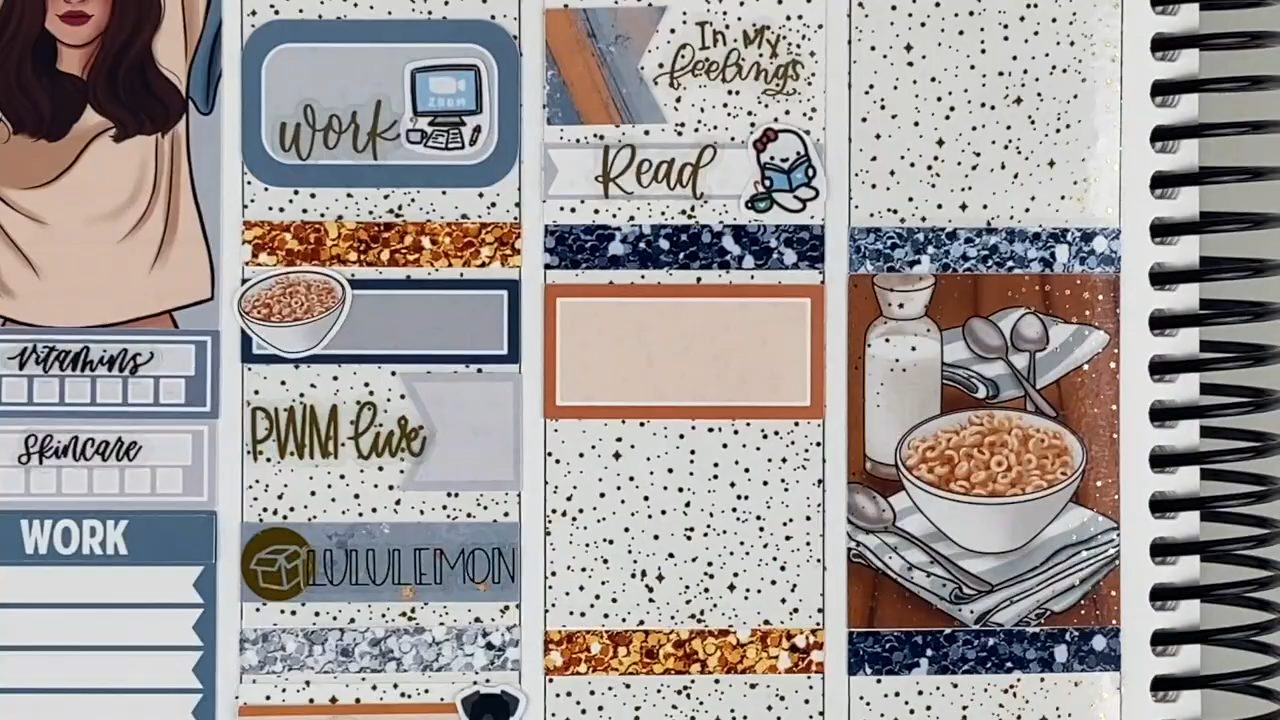 vitamins
Skincare
WORK
work
ZOOM
PWM live
LULULEMON
In My
feelings
Read